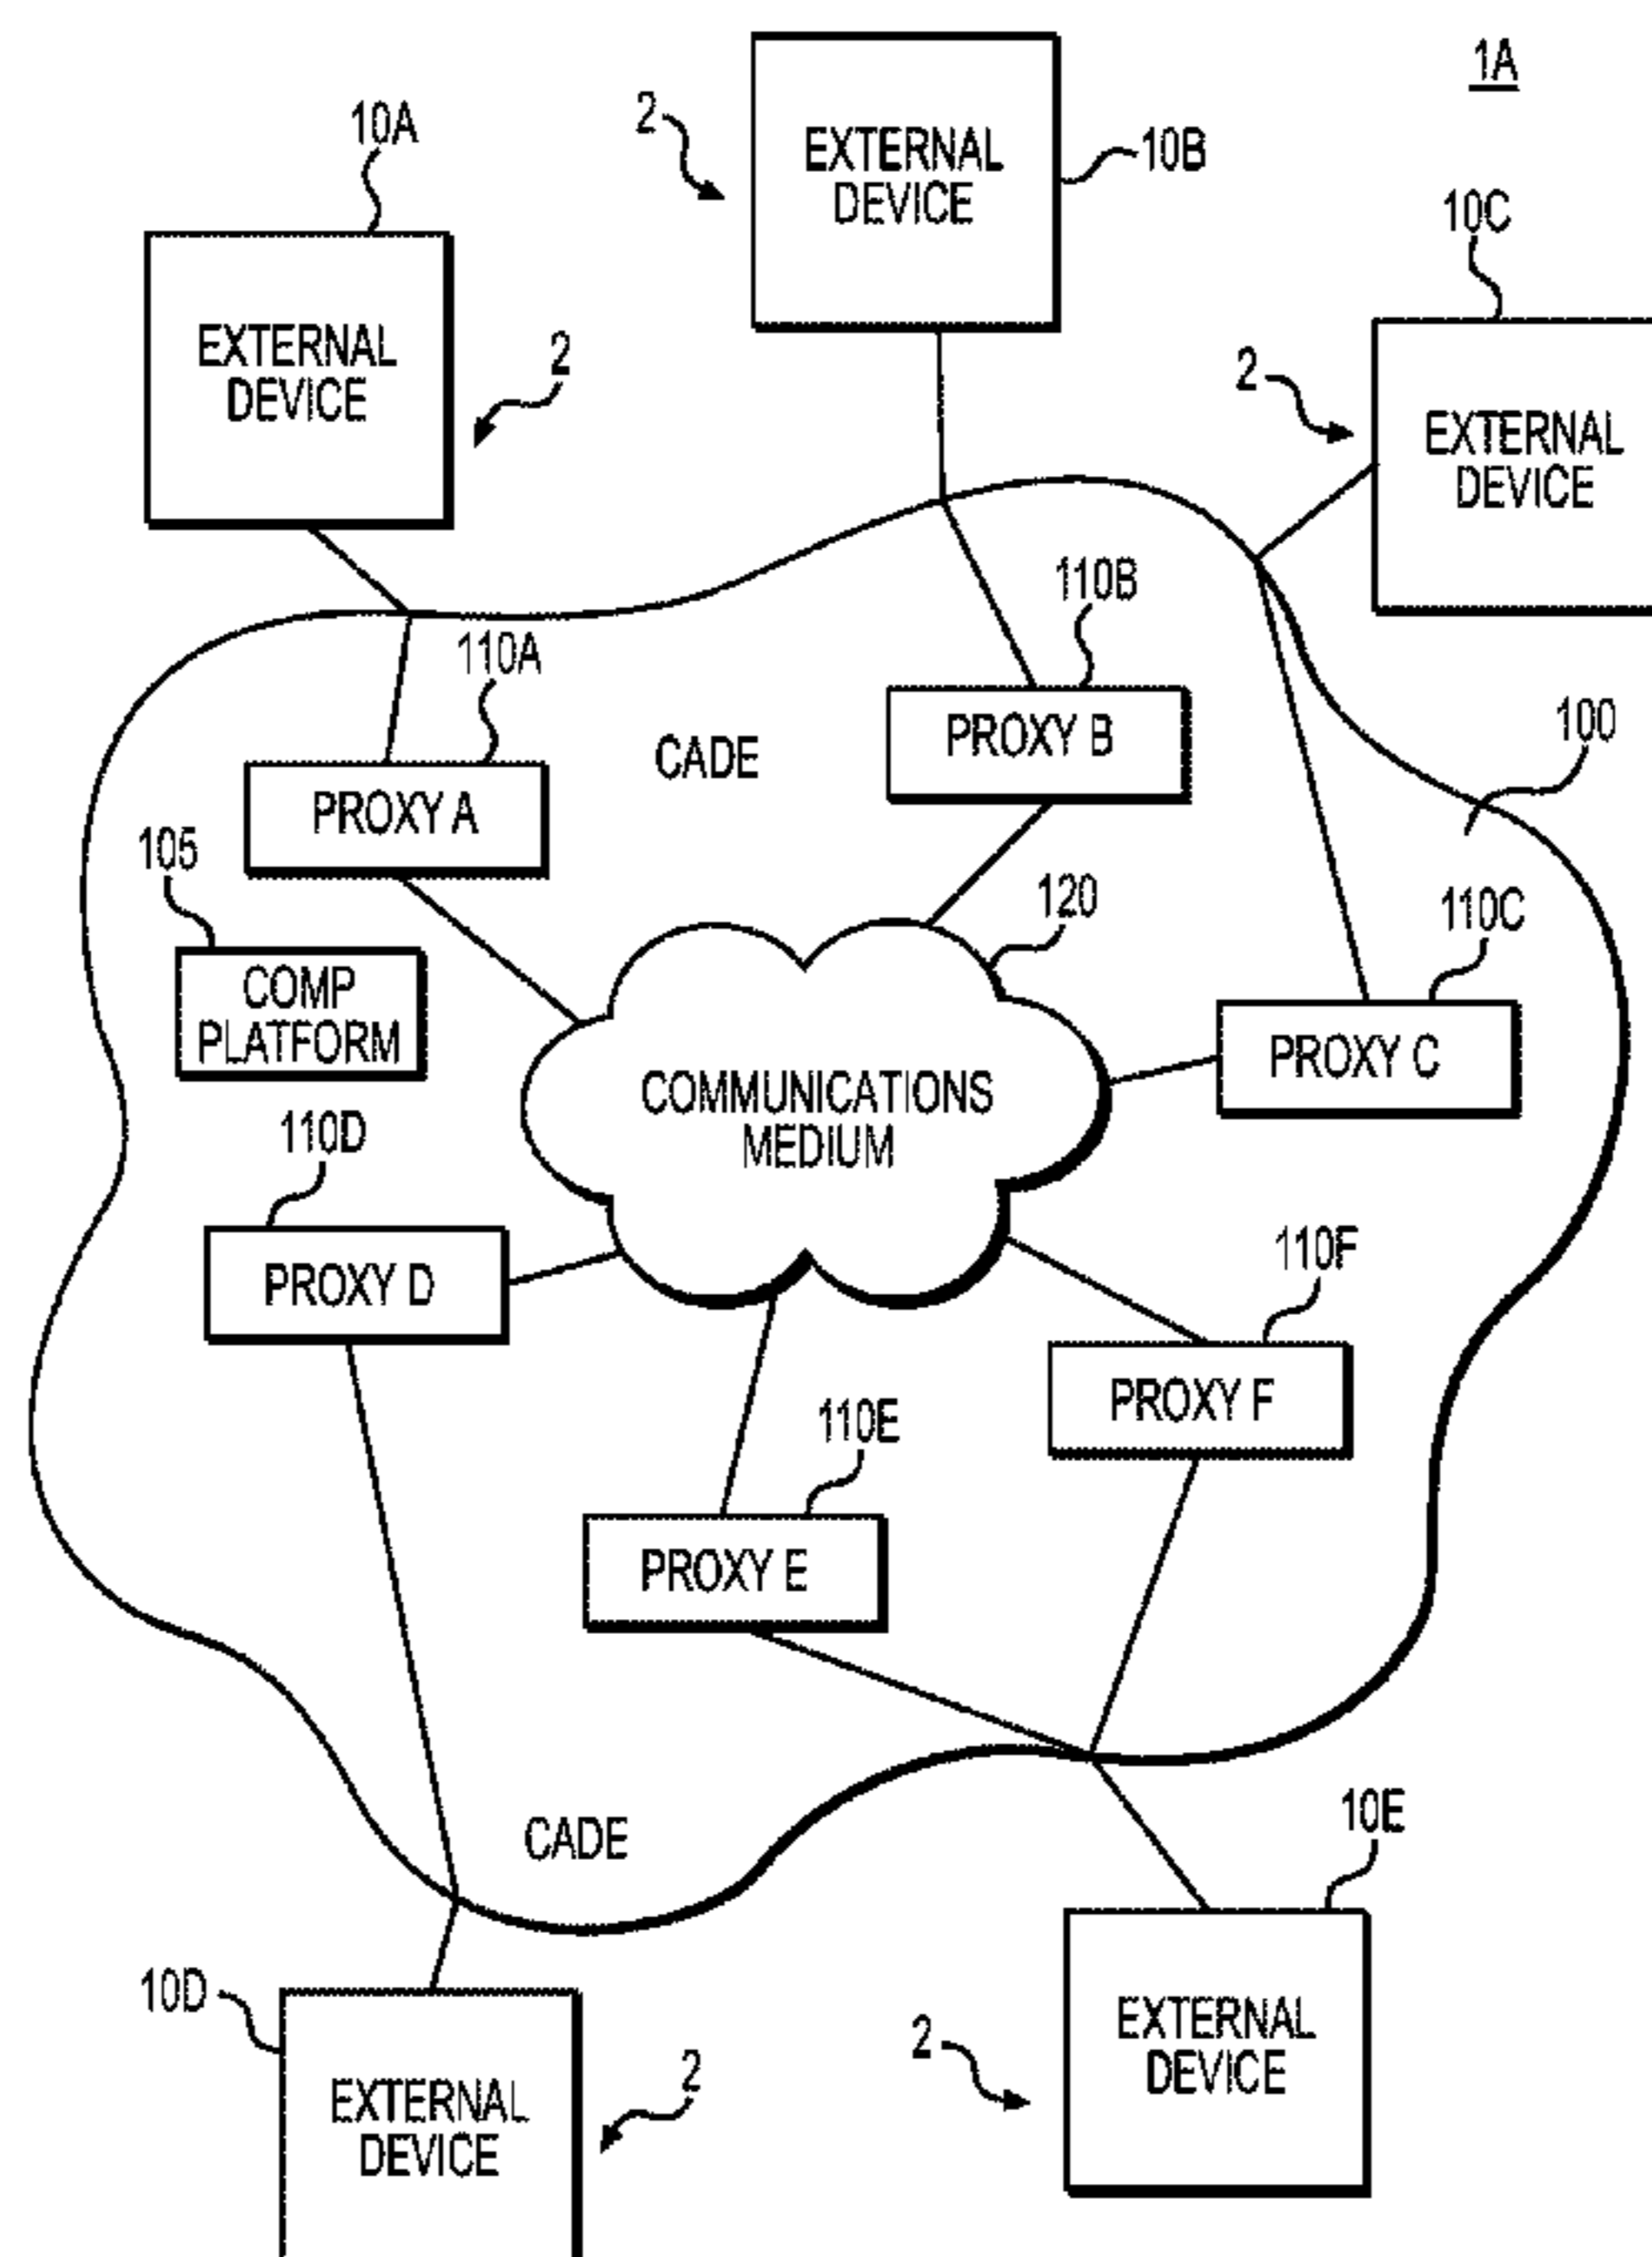 1A
10A
2
EXTERNAL
DEVICE
10B
10C
EXTERNAL
DEVICE
2
2
EXTERNAL
DEVICE
110B
110A
PROXY B
CADE
100
PROXY A
105
120
110C
COMP
PLATFORM
PROXY C
COMMUNICATIONS
MEDIUM
110D
110F
PROXY D
PROXY F
110E
PROXY E
CADE
10E
10D
EXTERNAL
DEVICE
2
2
EXTERNAL
DEVICE